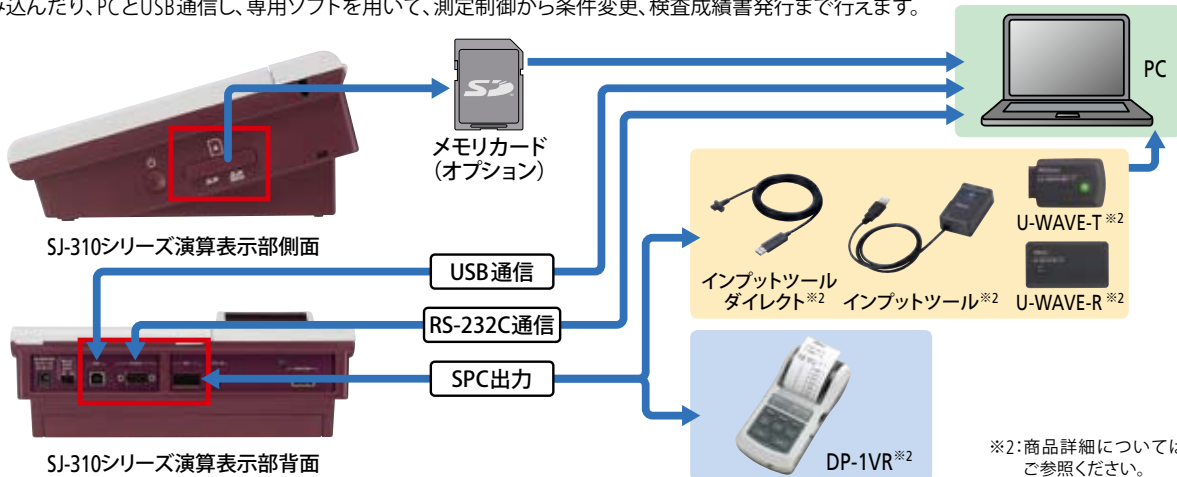 み込んだり、PCとUSB通信し、専用ソフトを用いて、測定制御から条件変更、検査成績書発行まで行えます。
PC
メモリカード
（オプション）
SJ-310シリーズ演算表示部側面
U-WAVE-T※2
インプットツール
ダイレクト※2
インプットツール※2
U-WAVE-R※2
USB通信
RS-232C通信
SPC出力
SJ-310シリーズ演算表示部背面
DP-1VR※2
※2：商品詳細については
ご参照ください。